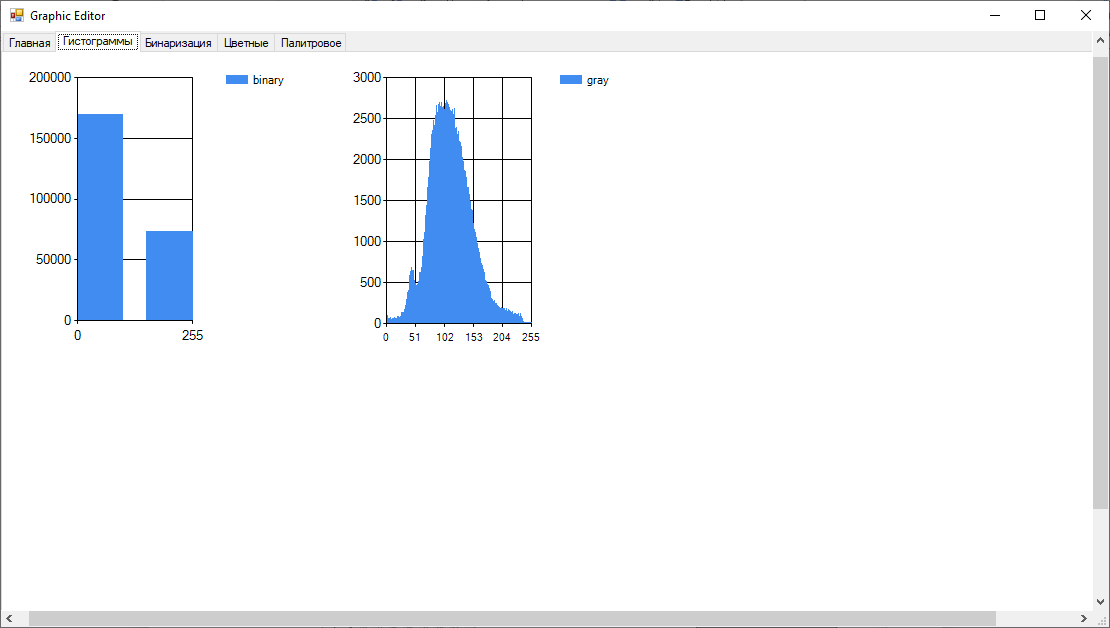 Graphic Editor
Главная Гистограммы Бинаризация Цветные Палитровое
200000
150000
100000
50000
0
0 255
binary
3000
2500
2000
1500
1000
500
0
0 51 102 153 204 255
gray